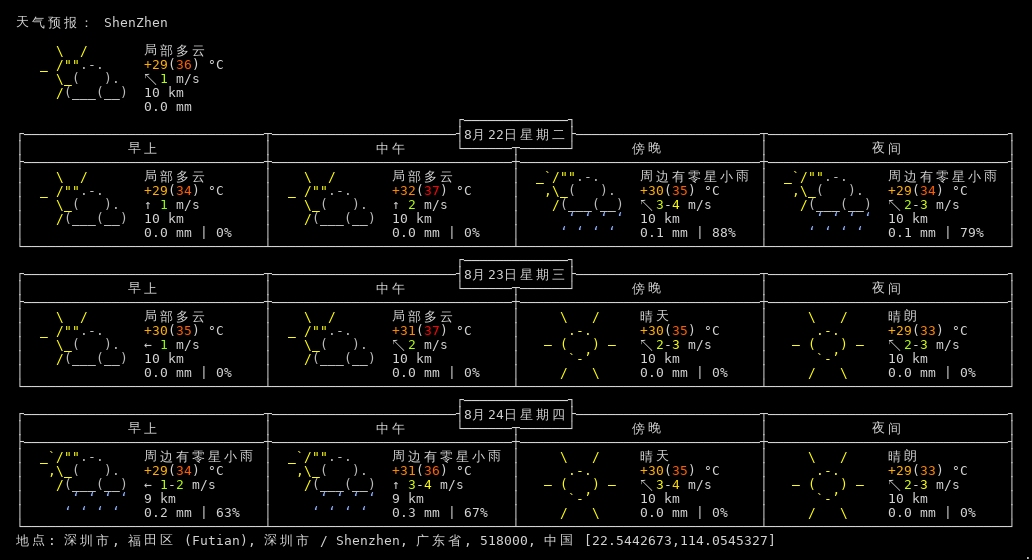 天气预报： ShenZhen
局部多云
+29(36) °C
↖ 1 m/s
10 km
0.0 mm
8月22日星期二
早上 中午 傍晚 夜间
局部多云 局部多云 周边有零星小雨 周边有零星小雨
+29(34) °C +32(37) °C +30(35) °C +29(34) °C
↑ 1 m/s ↑ 2 m/s ↖ 3-4 m/s ↖ 2-3 m/s
10 km 10 km 10 km 10 km
0.0 mm | 0% 0.0 mm | 0% 0.1 mm | 88% 0.1 mm | 79%
8月23日星期三
早上 中午 傍晚 夜间
局部多云 局部多云 晴天 晴朗
+30(35) °C +31(37) °C +30(35) °C +29(33) °C
← 1 m/s ↖ 2 m/s ↖ 2-3 m/s ↖ 2-3 m/s
10 km 10 km 10 km 10 km
0.0 mm | 0% 0.0 mm | 0% 0.0 mm | 0% 0.0 mm | 0%
8月24日星期四
早上 中午 傍晚 夜间
周边有零星小雨 周边有零星小雨 晴天 晴朗
+29(34) °C +31(36) °C +30(35) °C +29(33) °C
← 1-2 m/s ↑ 3-4 m/s ↖ 3-4 m/s ↖ 2-3 m/s
9 km 9 km 10 km 10 km
0.2 mm | 63% 0.3 mm | 67% 0.0 mm | 0% 0.0 mm | 0%
地点: 深圳市, 福田区 (Futian), 深圳市 / Shenzhen, 广东省, 518000, 中国 [22.5442673,114.0545327]